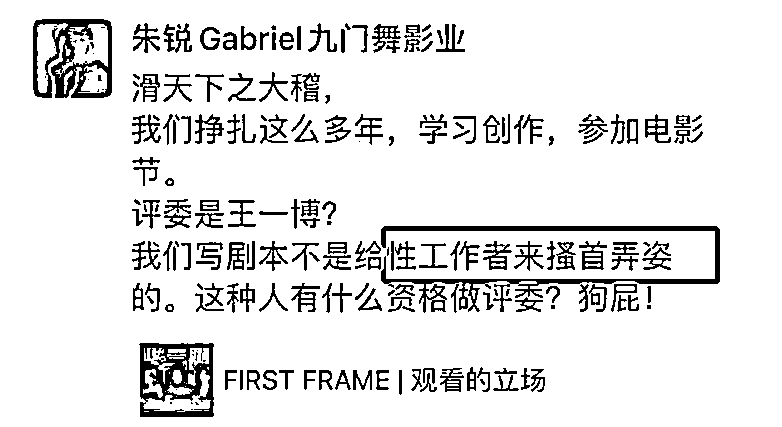 朱锐Gabriel九门舞影业
滑天下之大稽，
我们挣扎这么多年，学习创作，参加电影
节。
评委是王一博？
我们写剧本不是给性工作者来搔首弄姿
的。这种人有什么资格做评委？狗屁！
FIRST FRAME | 观看的立场